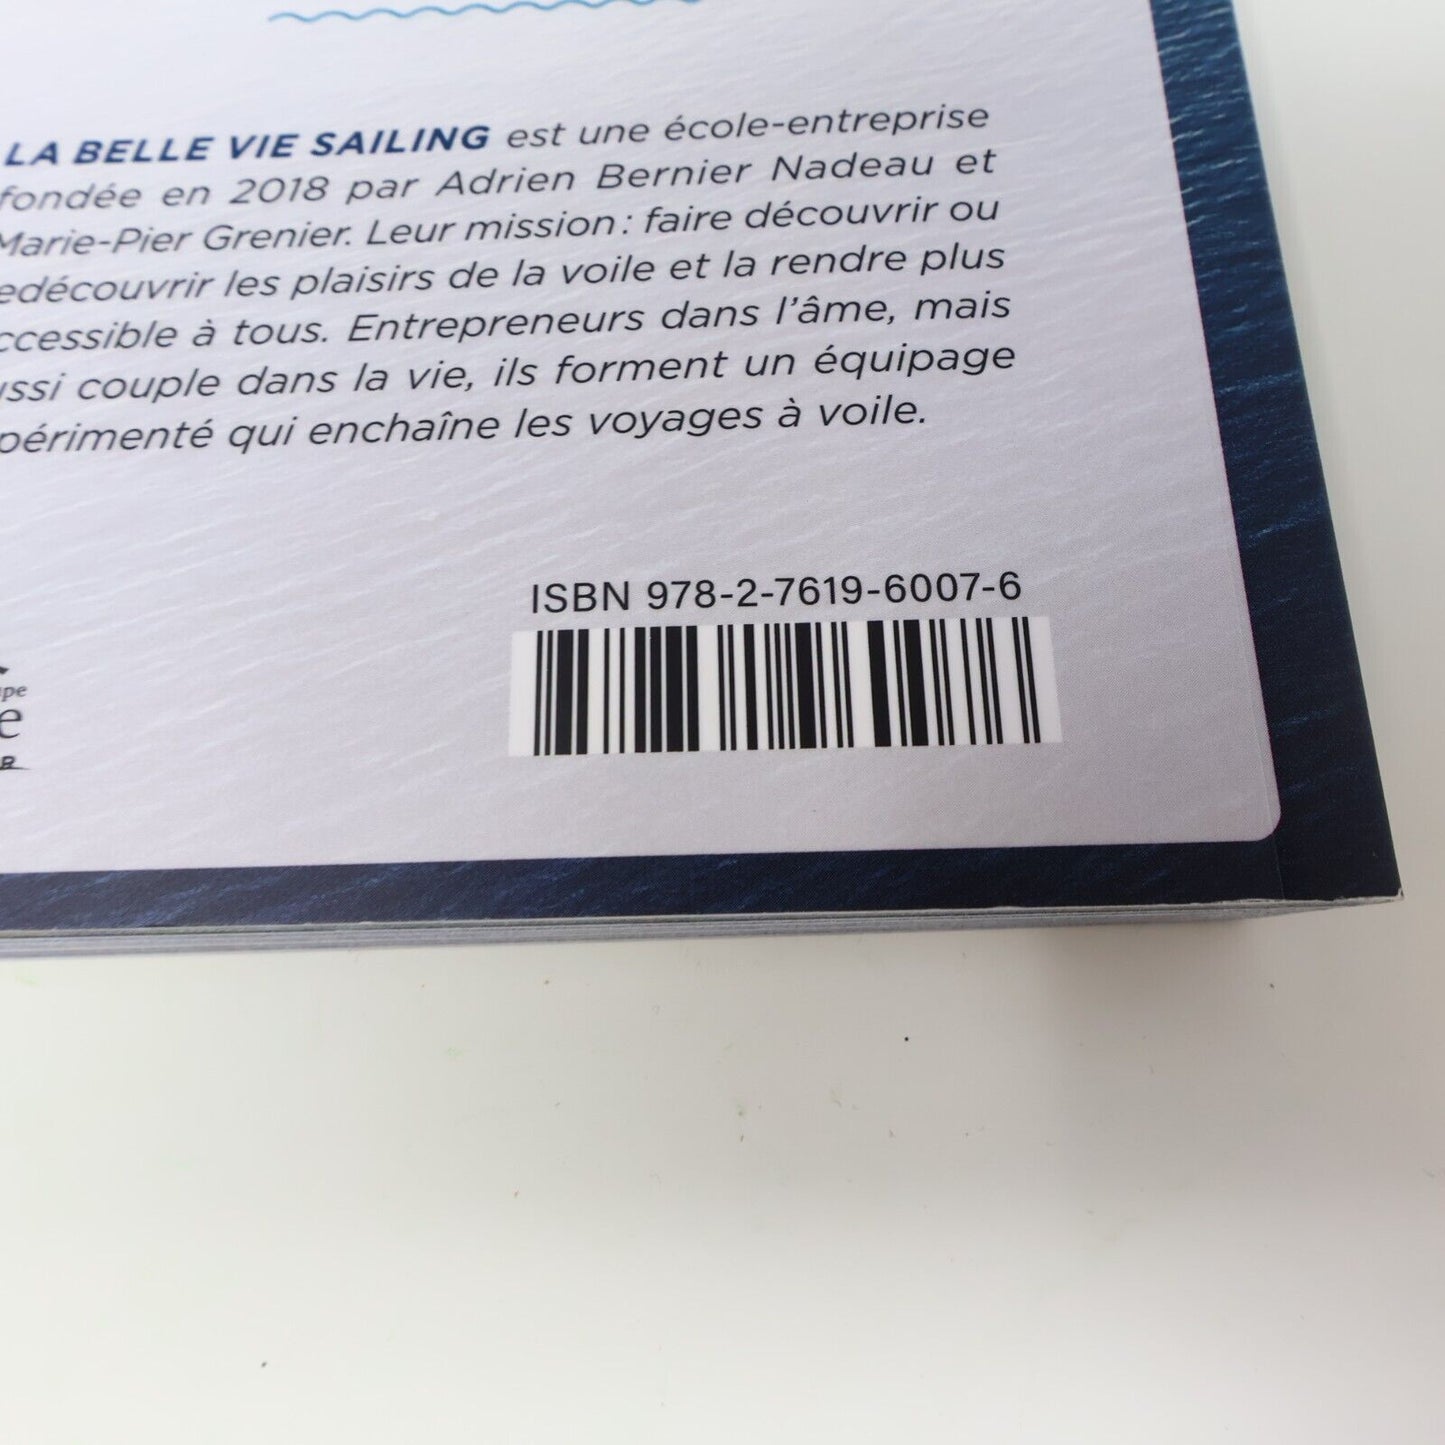 LA BELLE VIE SAILING est une école-entreprise
fondée en 2018 par Adrien Bernier Nadeau et
Marie-Pier Grenier. Leur mission : faire découvrir ou
edécouvrir les plaisirs de la voile et la rendre plus
ccessible à tous. Entrepreneurs dans l'âme, mais
ussi couple dans la vie, ils forment un équipage
périmenté qui enchaîne les voyages à voile.
ISBN 978-2-7619-6007-6